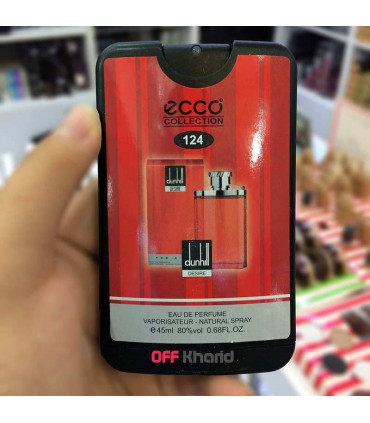 ecco
COLLECTION
124
dunhill
dunhill
DESIRE
EAU DE PERFUME
VAPORISATEUR - NATURAL SPRAY
e45ml 80%vol 0.68FL.OZ.
OFF Kharid